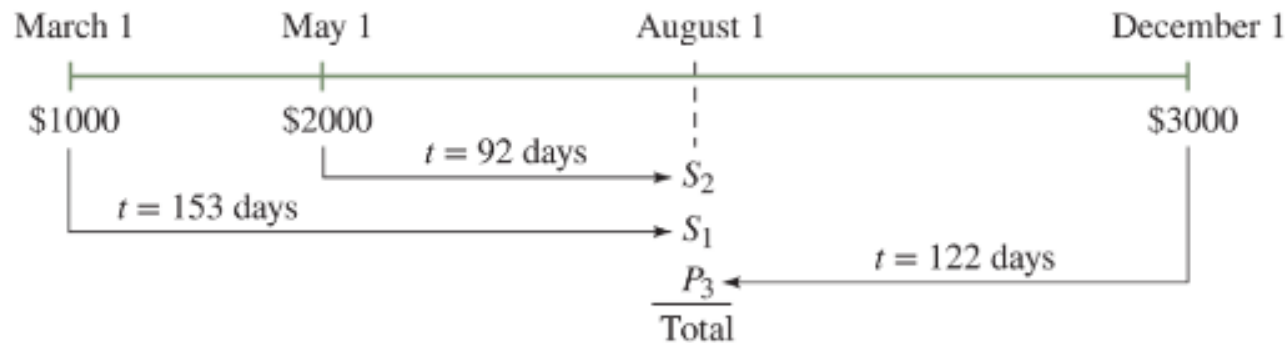 March 1 May 1 August 1 December 1
$1000 $2000 $3000
t = 92 days
S₂
t = 153 days
S₁
t = 122 days
P₃
Total